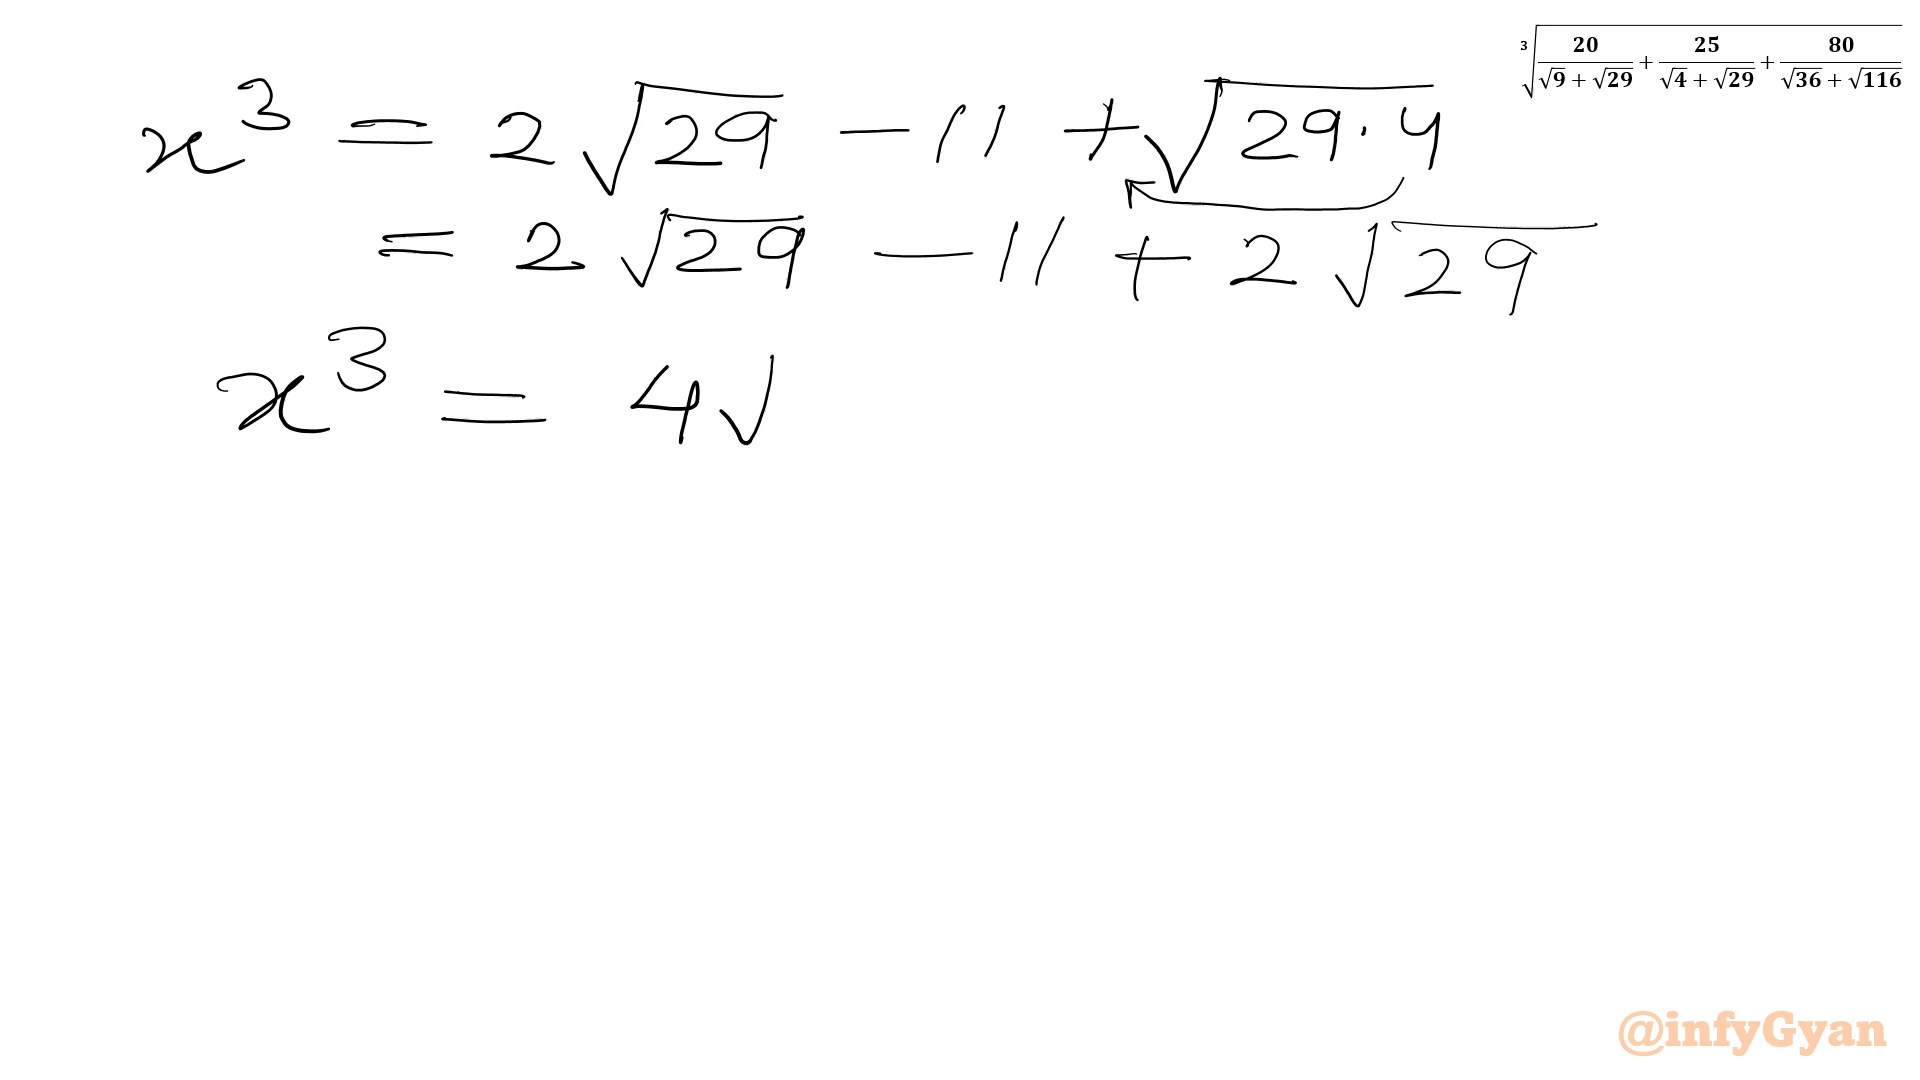 ∛(20/(√9 + √29) + 25/(√4 + √29) + 80/(√36 + √116))
x³ = 2√29 − 11 + √(29·4)
= 2√29 − 11 + 2√29
x³ = 4√
@infyGyan